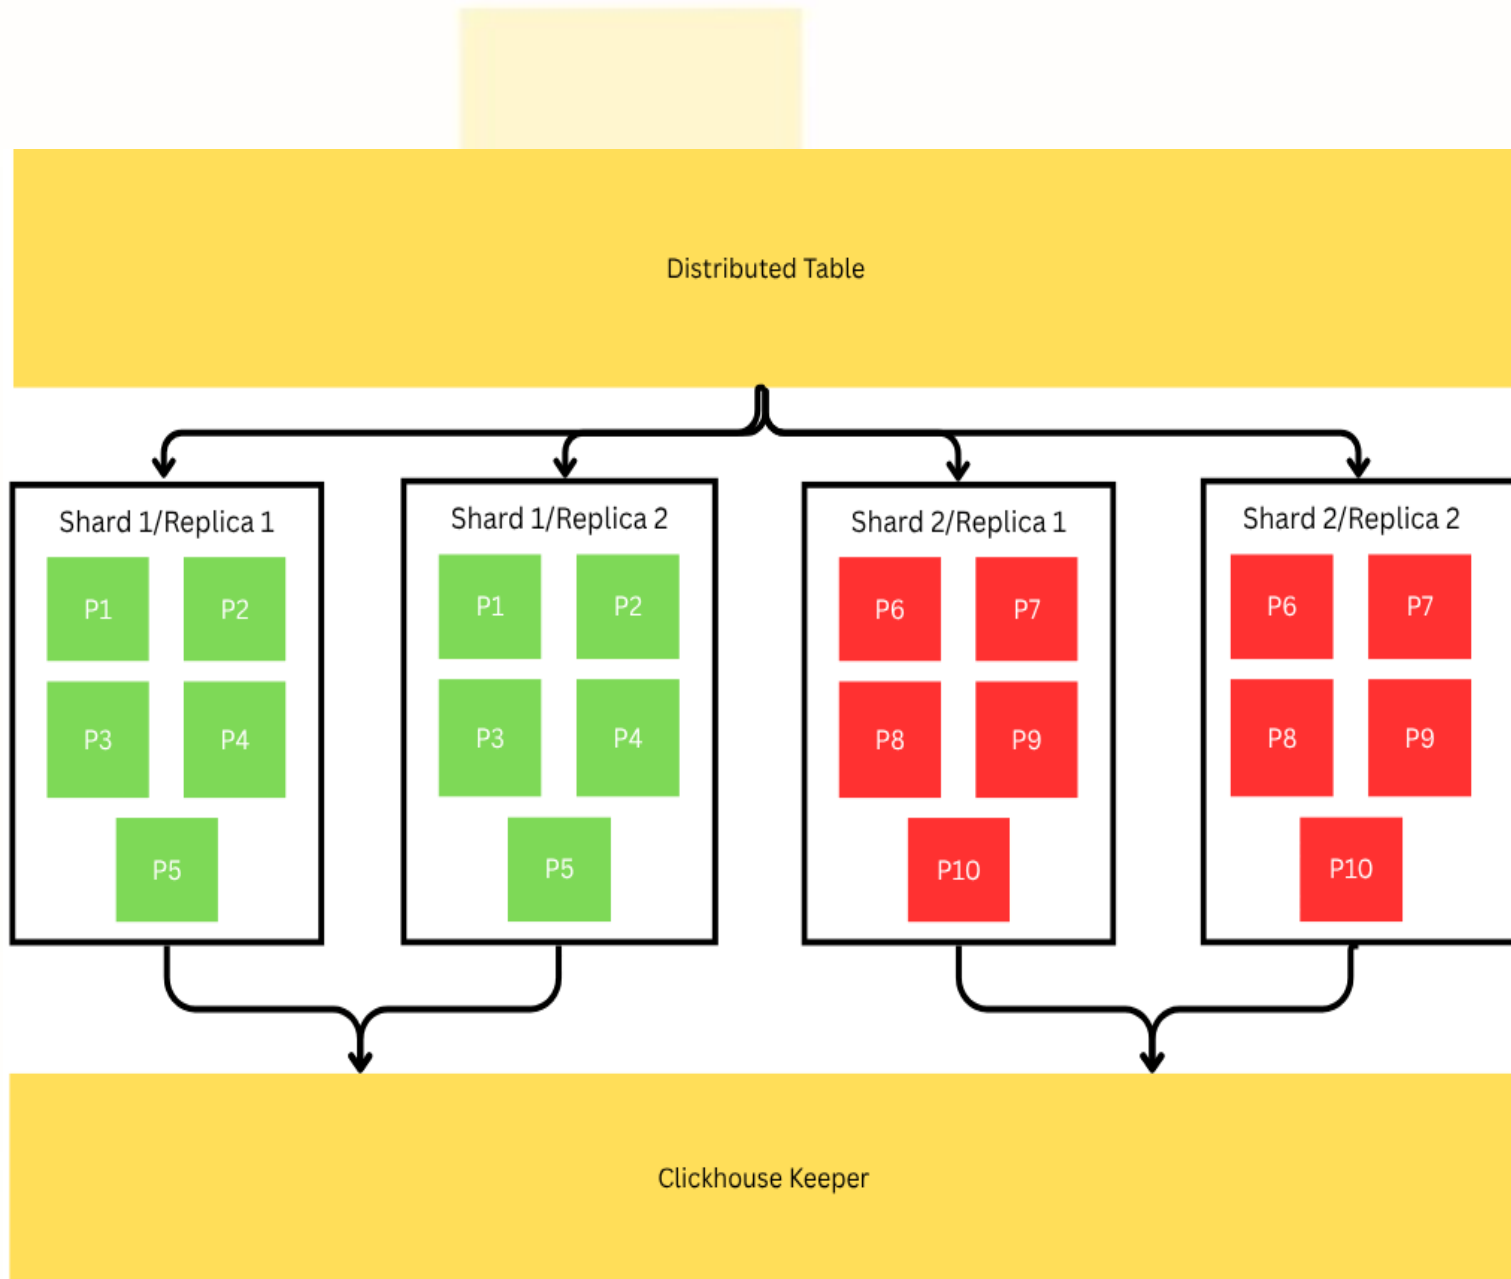 Distributed Table
Shard 1/Replica 1
P1 P2
P3 P4
P5
Shard 1/Replica 2
P1 P2
P3 P4
P5
Shard 2/Replica 1
P6 P7
P8 P9
P10
Shard 2/Replica 2
P6 P7
P8 P9
P10
Clickhouse Keeper